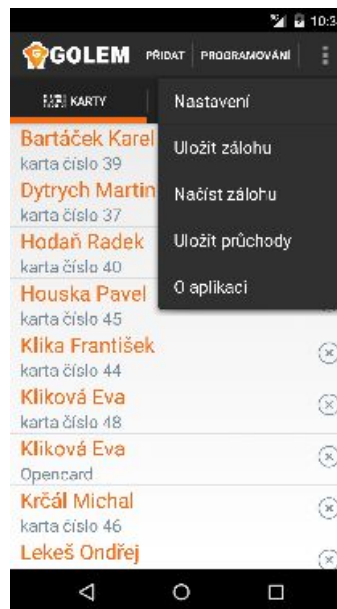 10:3
GOLEM PŘIDAT PROGRAMOVÁNÍ
KARTY
Nastavení
Uložit zálohu
Načíst zálohu
Uložit průchody
O aplikaci
Bartáček Karel
karta číslo 39
Dytrych Martin
karta číslo 37
Hodaň Radek
karta číslo 40
Houska Pavel
karta číslo 45
Klika František
karta číslo 44
Kliková Eva
karta číslo 48
Kliková Eva
Opencard
Krčál Michal
karta číslo 46
Lekeš Ondřej